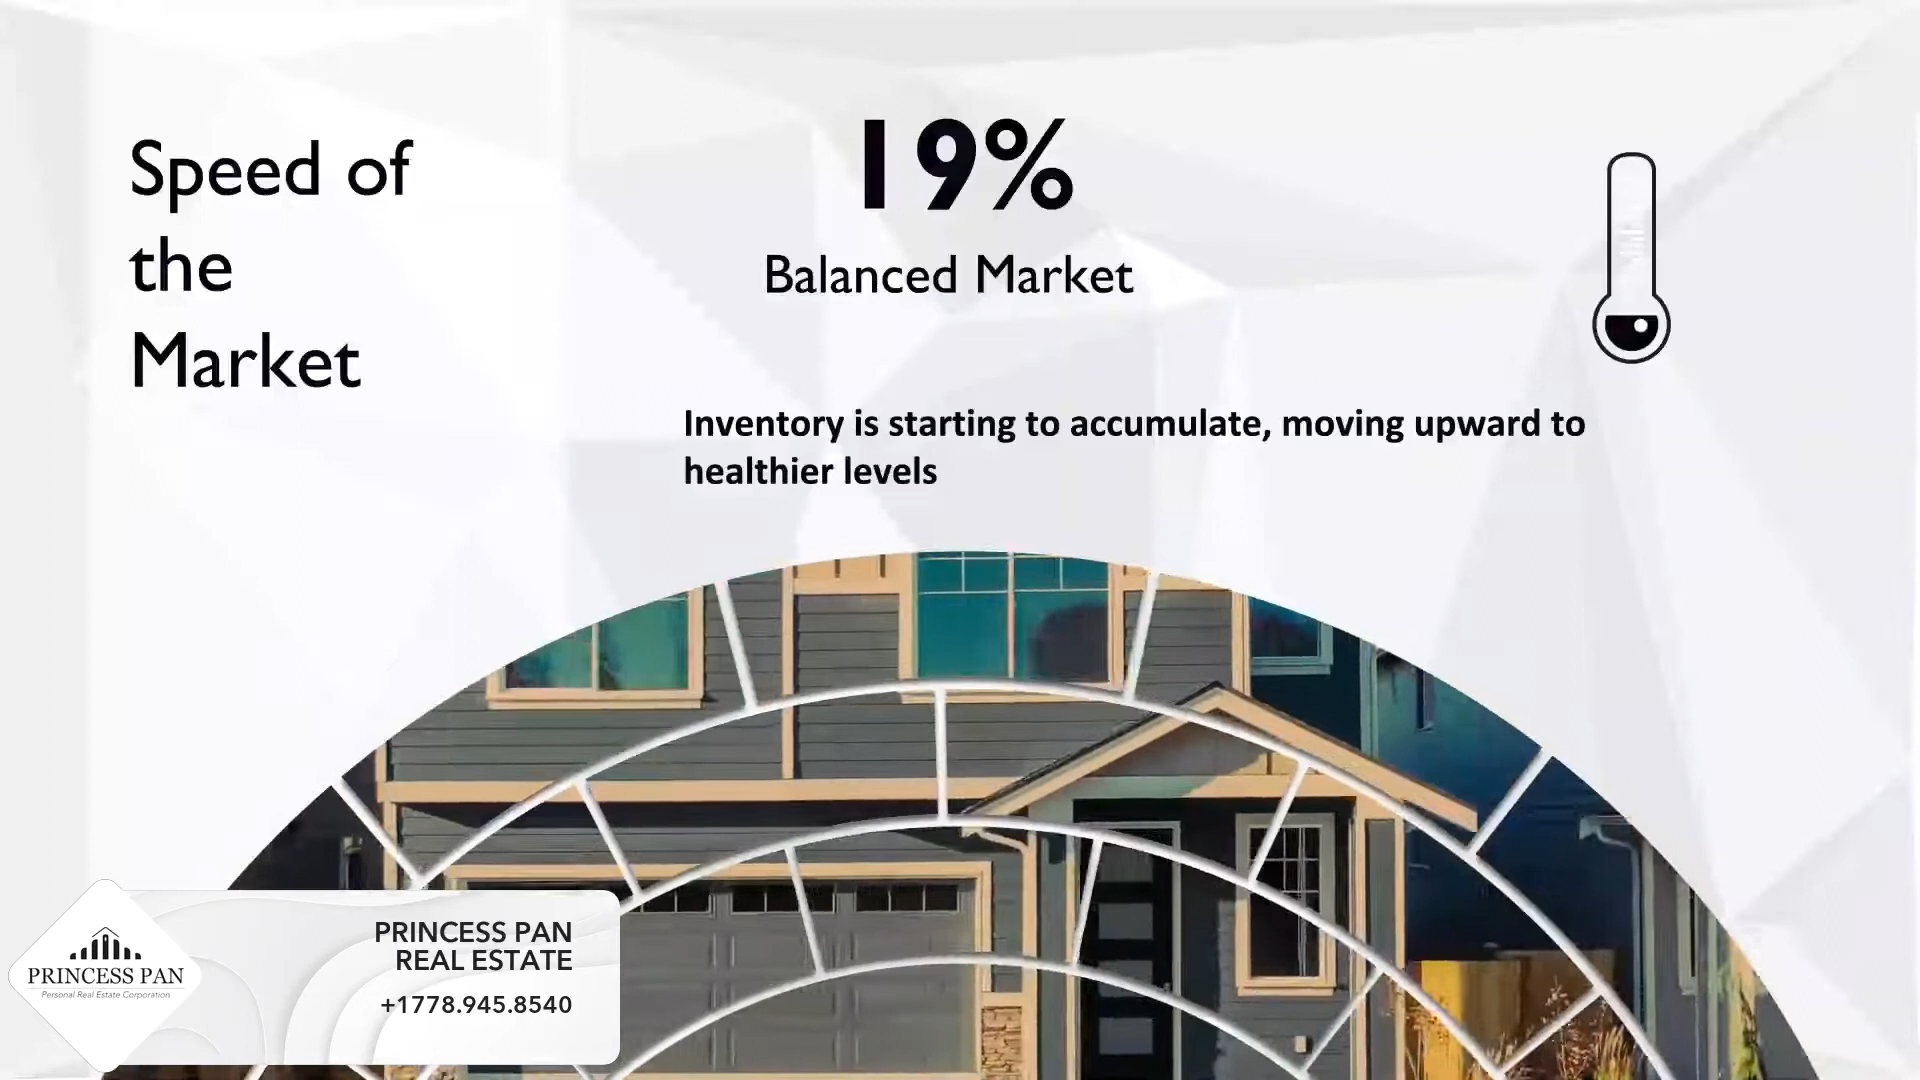 Speed of
the
Market
19%
Balanced Market
Inventory is starting to accumulate, moving upward to
healthier levels
PRINCESS PAN
Personal Real Estate Corporation
PRINCESS PAN
REAL ESTATE
+1778.945.8540